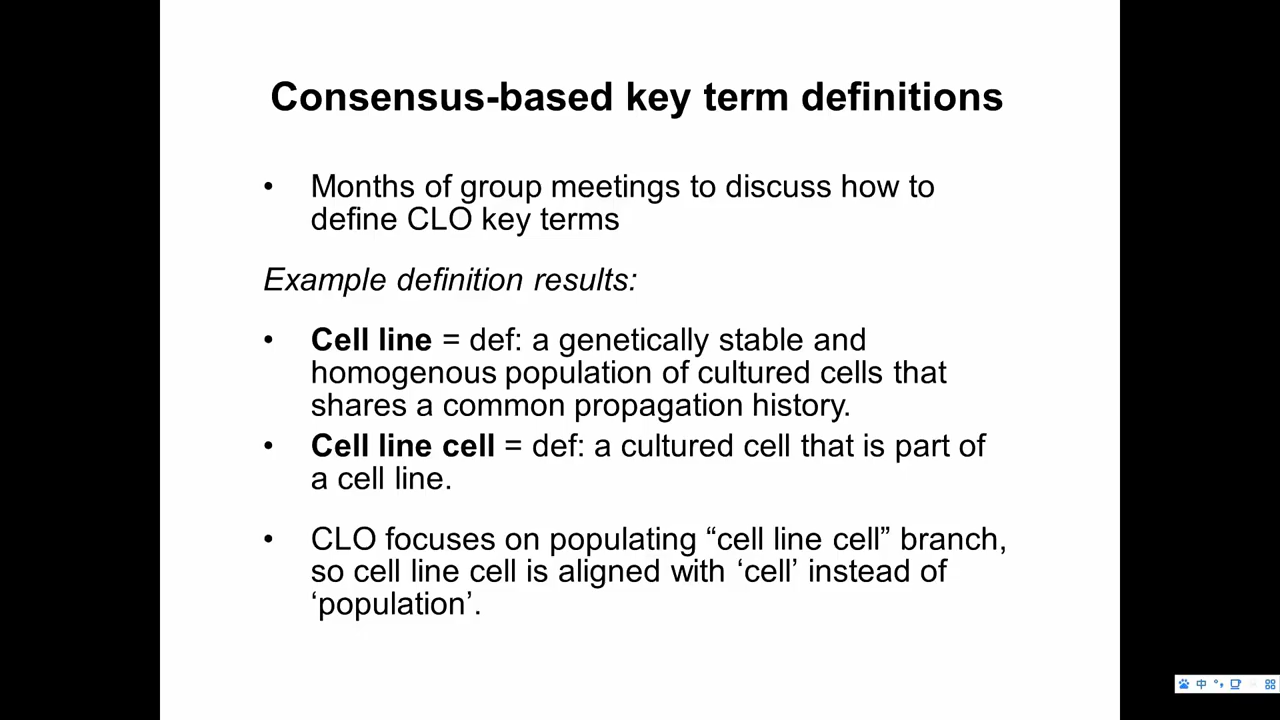 Consensus-based key term definitions
• Months of group meetings to discuss how to
define CLO key terms
Example definition results:
• Cell line = def: a genetically stable and
homogenous population of cultured cells that
shares a common propagation history.
• Cell line cell = def: a cultured cell that is part of
a cell line.
• CLO focuses on populating “cell line cell” branch,
so cell line cell is aligned with ‘cell’ instead of
‘population’.
中